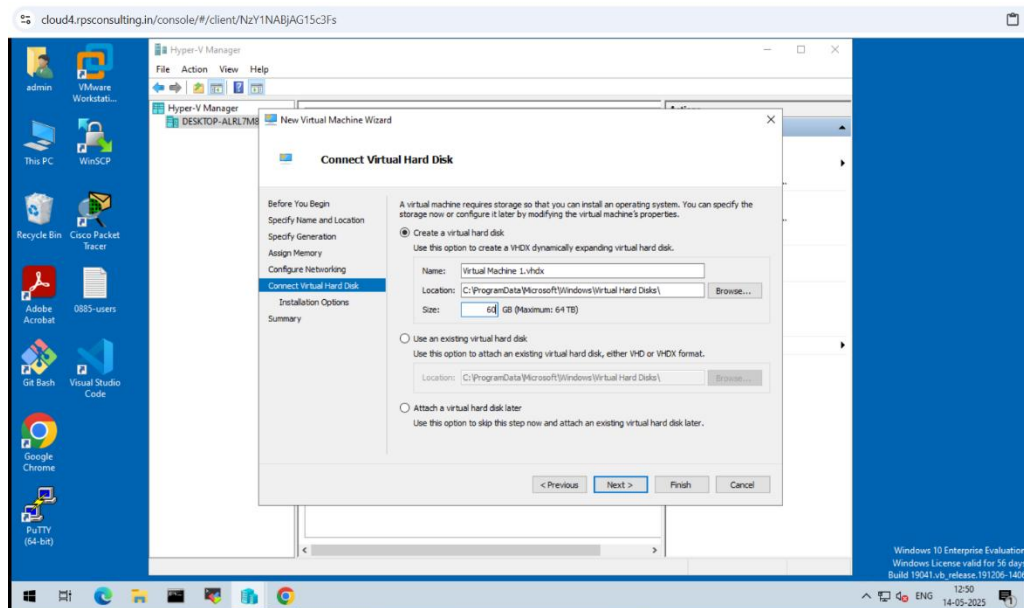 cloud4.rpsconsulting.in/console/#/client/NzY1NABjAG15c3Fs
admin
VMware
Workstati...
This PC
WinSCP
Recycle Bin
Cisco Packet
Tracer
Adobe
Acrobat
0885-users
Git Bash
Visual Studio
Code
Google
Chrome
PuTTY
(64-bit)
Hyper-V Manager
File Action View Help
Hyper-V Manager
DESKTOP-ALRL7M8
New Virtual Machine Wizard
Connect Virtual Hard Disk
Before You Begin
Specify Name and Location
Specify Generation
Assign Memory
Configure Networking
Connect Virtual Hard Disk
Installation Options
Summary
A virtual machine requires storage so that you can install an operating system. You can specify the
storage now or configure it later by modifying the virtual machine's properties.
Create a virtual hard disk
Use this option to create a VHDX dynamically expanding virtual hard disk.
Name: Virtual Machine 1.vhdx
Location: C:\ProgramData\Microsoft\Windows\Virtual Hard Disks\ Browse...
Size: 60 GB (Maximum: 64 TB)
Use an existing virtual hard disk
Use this option to attach an existing virtual hard disk, either VHD or VHDX format.
Location: C:\ProgramData\Microsoft\Windows\Virtual Hard Disks\ Browse...
Attach a virtual hard disk later
Use this option to skip this step now and attach an existing virtual hard disk later.
< Previous Next > Finish Cancel
Windows 10 Enterprise Evaluation
Windows License valid for 56 days
Build 19041.vb_release.191206-1406
ENG
12:50
14-05-2025